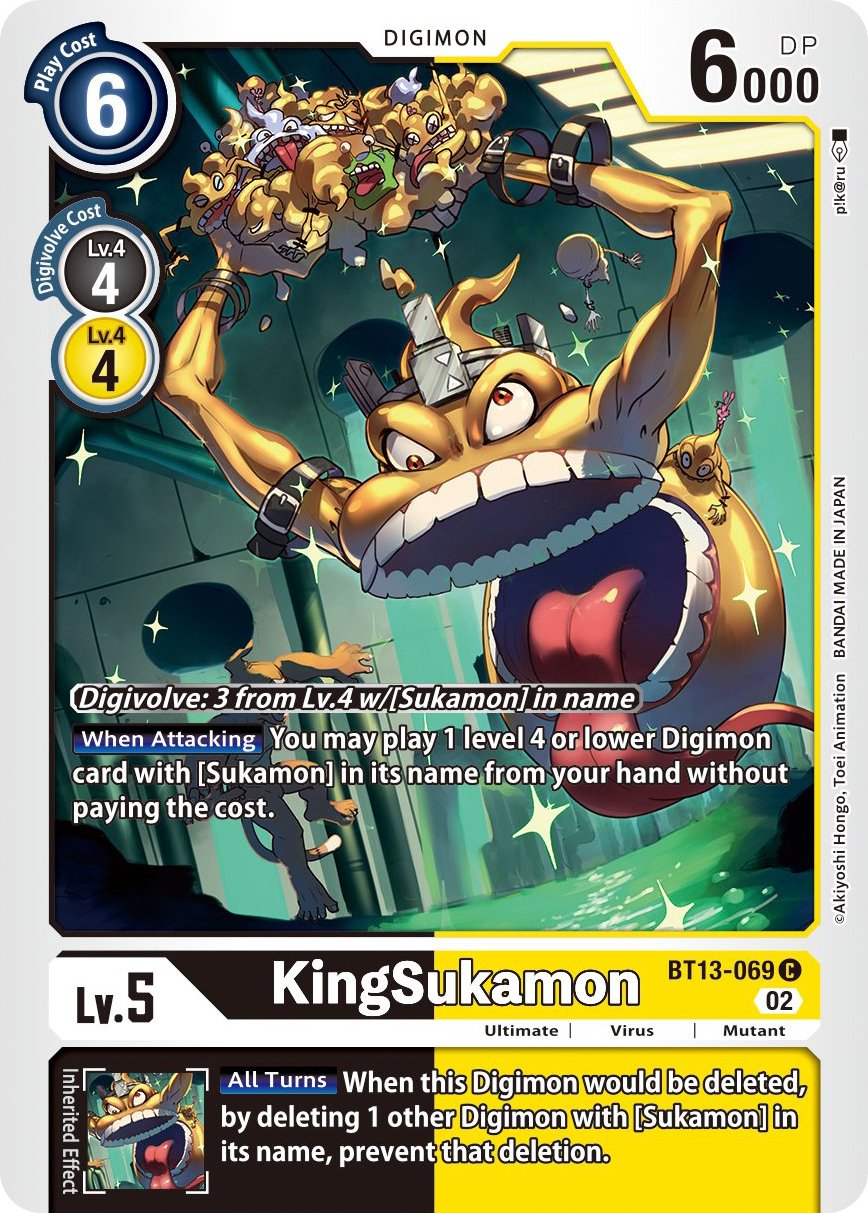 DIGIMON
Play Cost
6
DP
6000
Digivolve Cost
Lv.4
4
Lv.4
4
p!k@ru
©Akiyoshi Hongo, Toei Animation BANDAI MADE IN JAPAN
Digivolve: 3 from Lv.4 w/[Sukamon] in name
When Attacking You may play 1 level 4 or lower Digimon
card with [Sukamon] in its name from your hand without
paying the cost.
Lv.5
KingSukamon
BT13-069 C
02
Ultimate | Virus | Mutant
Inherited Effect
All Turns When this Digimon would be deleted,
by deleting 1 other Digimon with [Sukamon] in
its name, prevent that deletion.